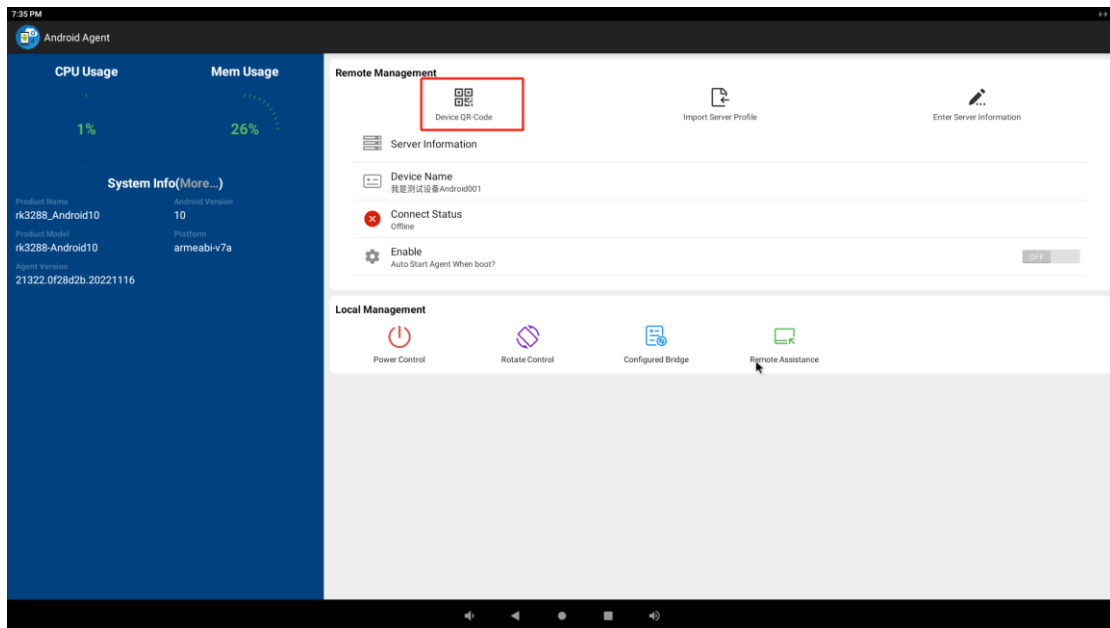 7:35 PM
Android Agent
CPU Usage
Mem Usage
1%
26%
System Info(More...)
Product Name
Android Version
rk3288_Android10
10
Product Model
Platform
rk3288-Android10
armeabi-v7a
Agent Version
21322.0f28d2b.20221116
Remote Management
Device QR-Code
Import Server Profile
Enter Server Information
Server Information
Device Name
我是测试设备Android001
Connect Status
Offline
Enable
Auto Start Agent When boot?
OFF
Local Management
Power Control
Rotate Control
Configured Bridge
Remote Assistance